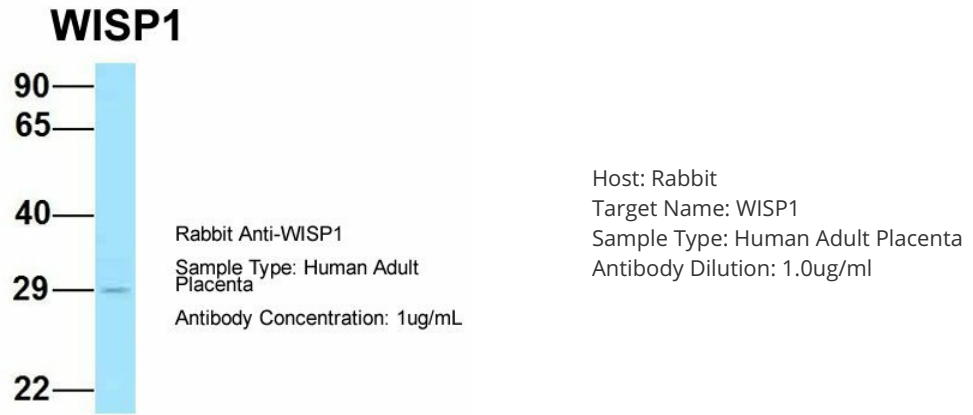 WISP1
90
65
40
29
22
Rabbit Anti-WISP1
Sample Type: Human Adult
Placenta
Antibody Concentration: 1ug/mL
Host: Rabbit
Target Name: WISP1
Sample Type: Human Adult Placenta
Antibody Dilution: 1.0ug/ml